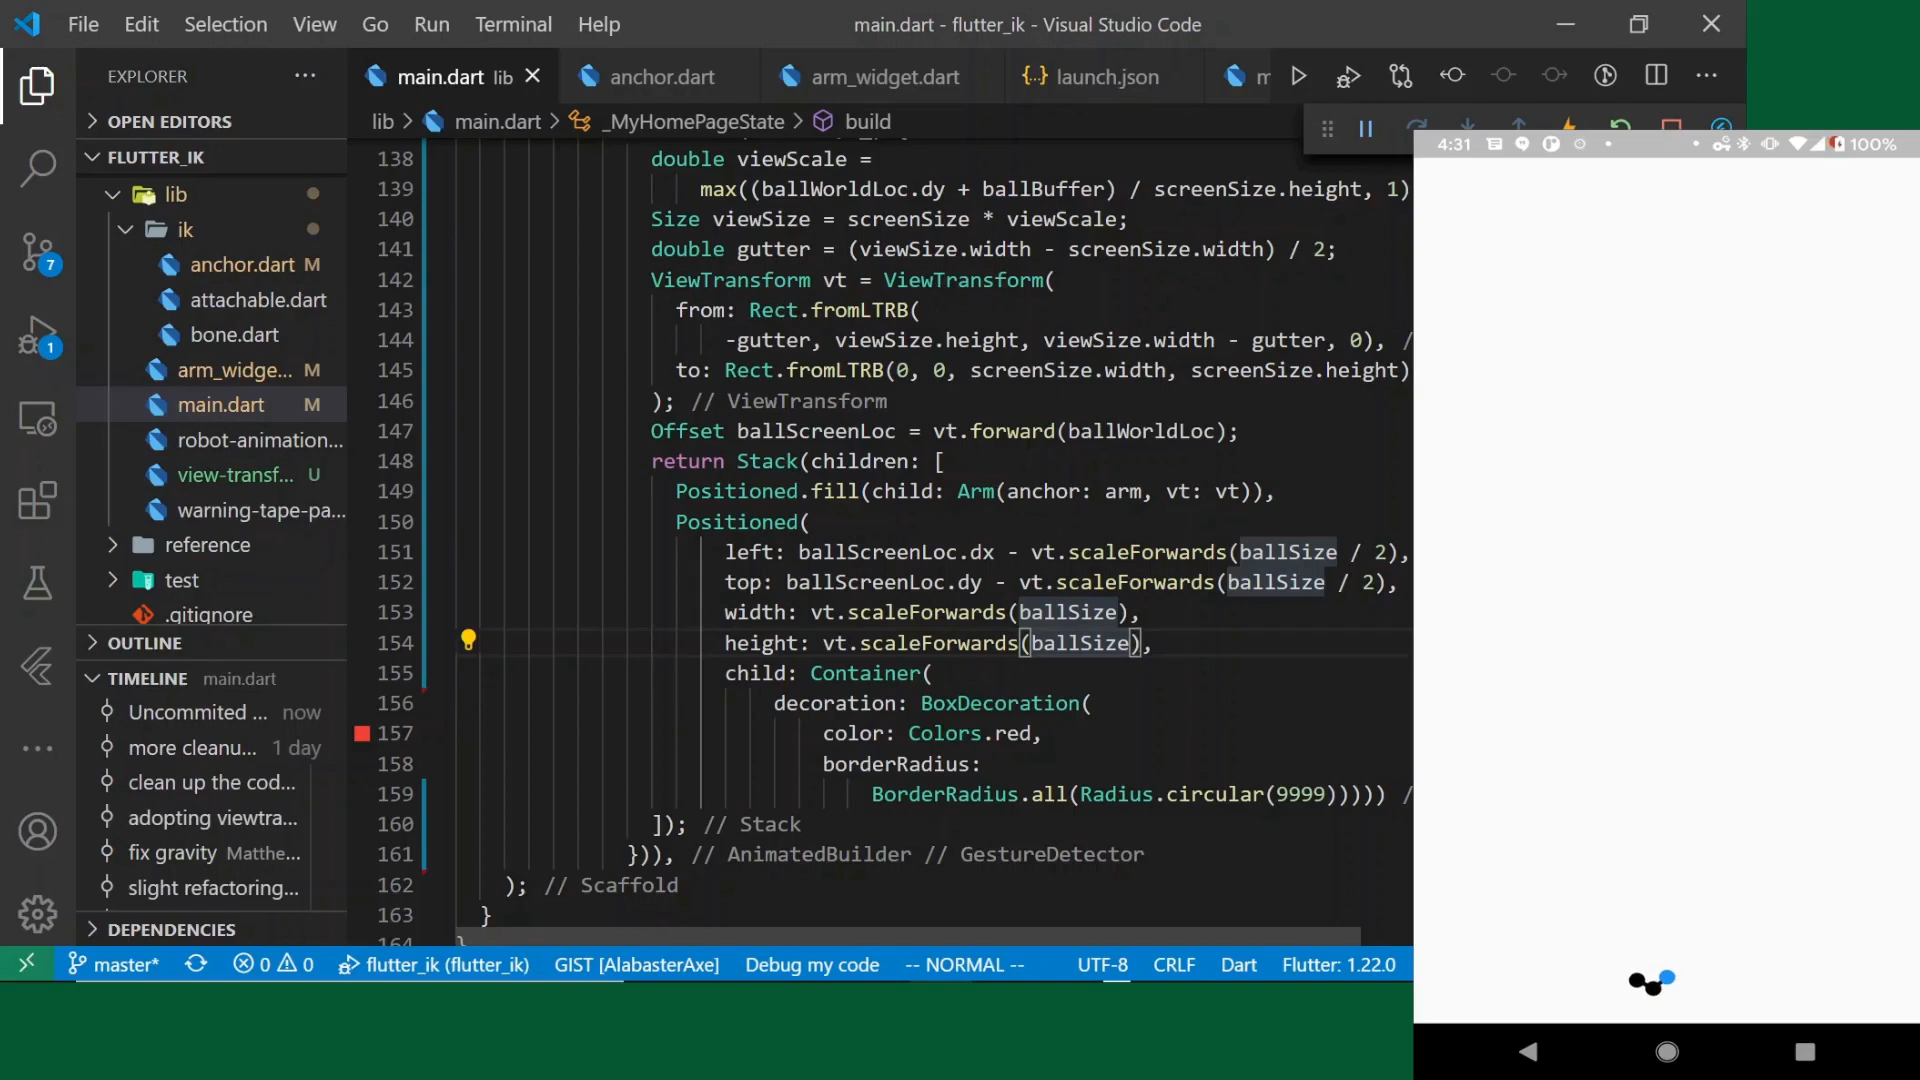 File Edit Selection View Go Run Terminal Help
main.dart - flutter_ik - Visual Studio Code
EXPLORER
main.dart lib
anchor.dart
arm_widget.dart
launch.json
lib > main.dart > _MyHomePageState > build
OPEN EDITORS
FLUTTER_IK
lib
ik
anchor.dart M
attachable.dart
bone.dart
arm_widge... M
main.dart M
robot-animation...
view-transf... U
warning-tape-pa...
reference
test
.gitignore
OUTLINE
TIMELINE main.dart
Uncommited ... now
more cleanu... 1 day
clean up the cod...
adopting viewtra...
fix gravity Matthe...
slight refactoring...
DEPENDENCIES
7
1
138 double viewScale =
139 max((ballWorldLoc.dy + ballBuffer) / screenSize.height, 1)
140 Size viewSize = screenSize * viewScale;
141 double gutter = (viewSize.width - screenSize.width) / 2;
142 ViewTransform vt = ViewTransform(
143 from: Rect.fromLTRB(
144 -gutter, viewSize.height, viewSize.width - gutter, 0), /
145 to: Rect.fromLTRB(0, 0, screenSize.width, screenSize.height)
146 ); // ViewTransform
147 Offset ballScreenLoc = vt.forward(ballWorldLoc);
148 return Stack(children: [
149 Positioned.fill(child: Arm(anchor: arm, vt: vt)),
150 Positioned(
151 left: ballScreenLoc.dx - vt.scaleForwards(ballSize / 2),
152 top: ballScreenLoc.dy - vt.scaleForwards(ballSize / 2),
153 width: vt.scaleForwards(ballSize),
154 height: vt.scaleForwards(ballSize),
155 child: Container(
156 decoration: BoxDecoration(
157 color: Colors.red,
158 borderRadius:
159 BorderRadius.all(Radius.circular(9999))))) /
160 ]); // Stack
161 })), // AnimatedBuilder // GestureDetector
162 ); // Scaffold
163 }
164 }
4:31 100%
master* 0 0 flutter_ik (flutter_ik) GIST [AlabasterAxe] Debug my code -- NORMAL -- UTF-8 CRLF Dart Flutter: 1.22.0